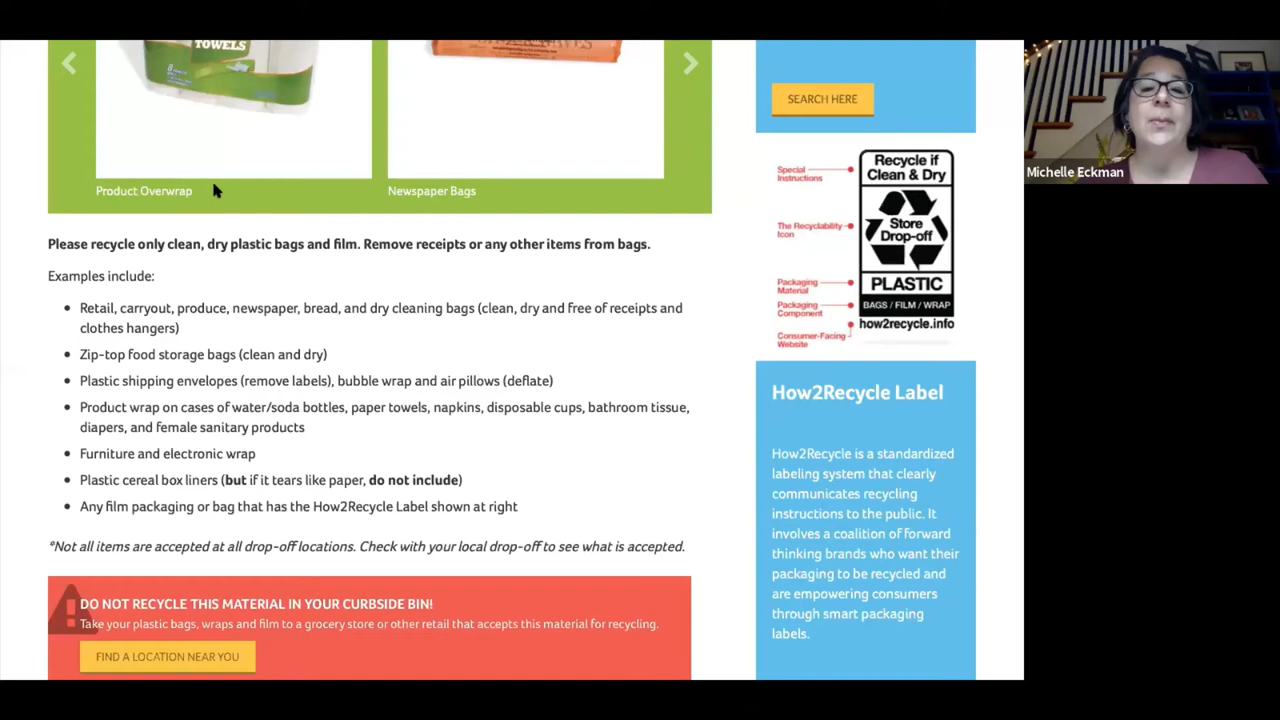 TOWELS
Product Overwrap
Newspaper Bags
Please recycle only clean, dry plastic bags and film. Remove receipts or any other items from bags.
Examples include:
Retail, carryout, produce, newspaper, bread, and dry cleaning bags (clean, dry and free of receipts and
clothes hangers)
Zip-top food storage bags (clean and dry)
Plastic shipping envelopes (remove labels), bubble wrap and air pillows (deflate)
Product wrap on cases of water/soda bottles, paper towels, napkins, disposable cups, bathroom tissue,
diapers, and female sanitary products
Furniture and electronic wrap
Plastic cereal box liners (but if it tears like paper, do not include)
Any film packaging or bag that has the How2Recycle Label shown at right
*Not all items are accepted at all drop-off locations. Check with your local drop-off to see what is accepted.
DO NOT RECYCLE THIS MATERIAL IN YOUR CURBSIDE BIN!
Take your plastic bags, wraps and film to a grocery store or other retail that accepts this material for recycling.
FIND A LOCATION NEAR YOU
SEARCH HERE
Special
Instructions
The Recyclability
Icon
Packaging
Material
Packaging
Component
Consumer-Facing
Website
Recycle if
Clean & Dry
Store
Drop-off
PLASTIC
BAGS / FILM / WRAP
how2recycle.info
How2Recycle Label
How2Recycle is a standardized
labeling system that clearly
communicates recycling
instructions to the public. It
involves a coalition of forward
thinking brands who want their
packaging to be recycled and
are empowering consumers
through smart packaging
labels.
Michelle Eckman